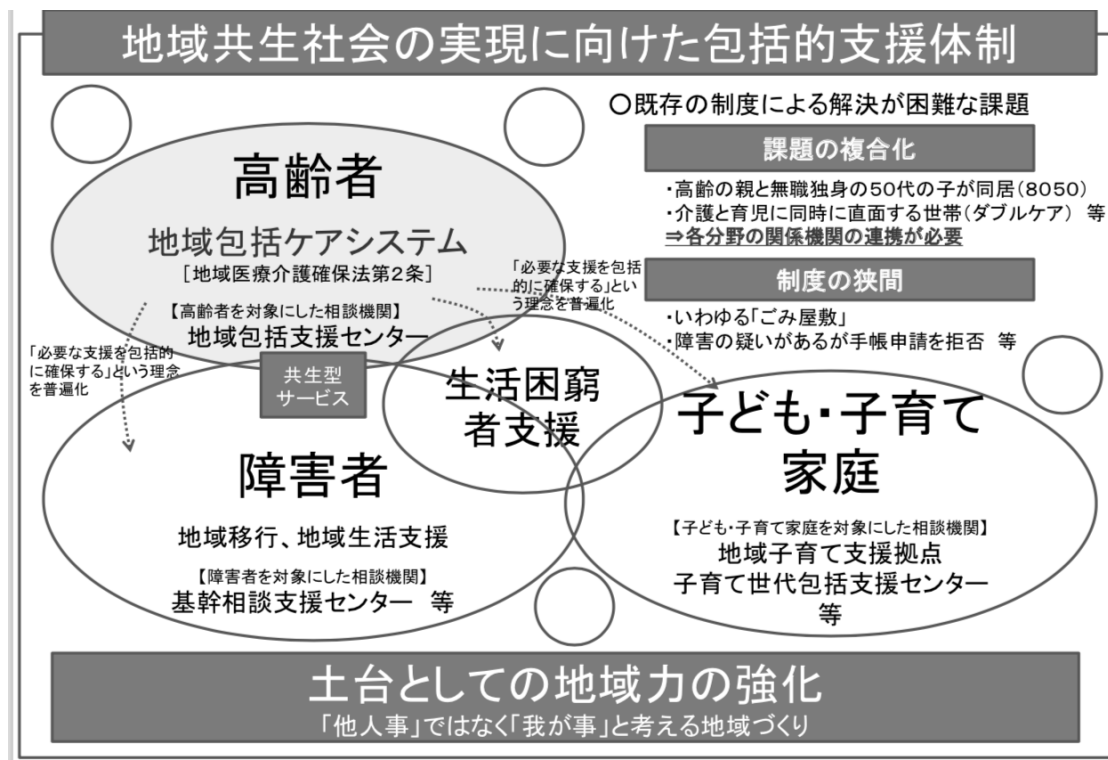 地域共生社会の実現に向けた包括的支援体制
〇既存の制度による解決が困難な課題
課題の複合化
・高齢の親と無職独身の50代の子が同居(8050)
・介護と育児に同時に直面する世帯(ダブルケア) 等
⇒各分野の関係機関の連携が必要
制度の狭間
・いわゆる「ごみ屋敷」
・障害の疑いがあるが手帳申請を拒否 等
高齢者
地域包括ケアシステム
[地域医療介護確保法第2条]
【高齢者を対象にした相談機関】
地域包括支援センター
「必要な支援を包括
的に確保する」とい
う理念を普遍化
「必要な支援を包括的
に確保する」という理念
を普遍化
共生型
サービス
生活困窮
者支援
障害者
地域移行、地域生活支援
【障害者を対象にした相談機関】
基幹相談支援センター 等
子ども・子育て
家庭
【子ども・子育て家庭を対象にした相談機関】
地域子育て支援拠点
子育て世代包括支援センター
等
土台としての地域力の強化
「他人事」ではなく「我が事」と考える地域づくり